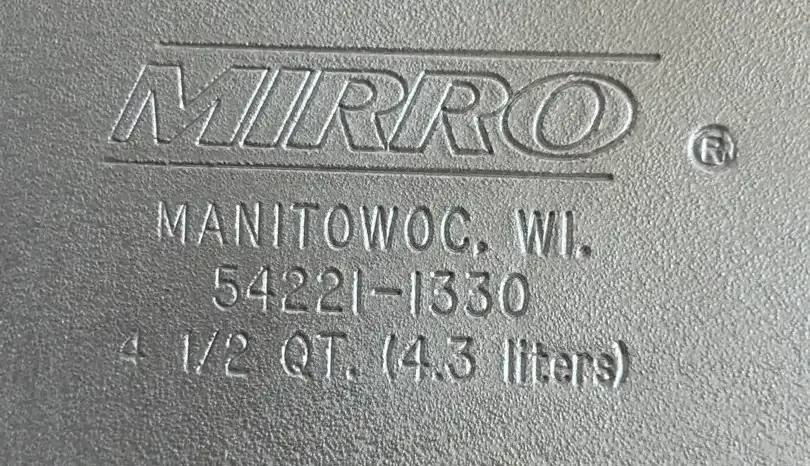 MIRRO ®
MANITOWOC, WI.
54221-1330
4 1/2 QT. (4.3 liters)